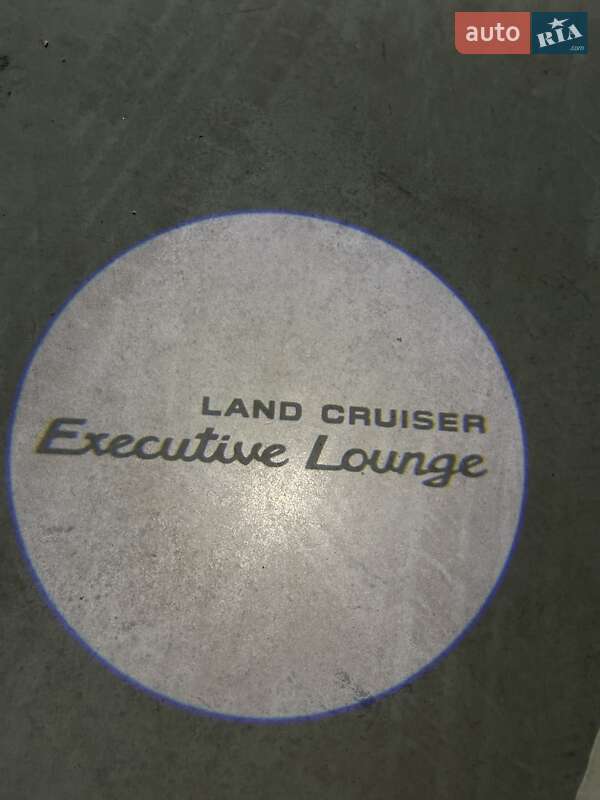 auto
RIA
.com
LAND CRUISER
Executive Lounge